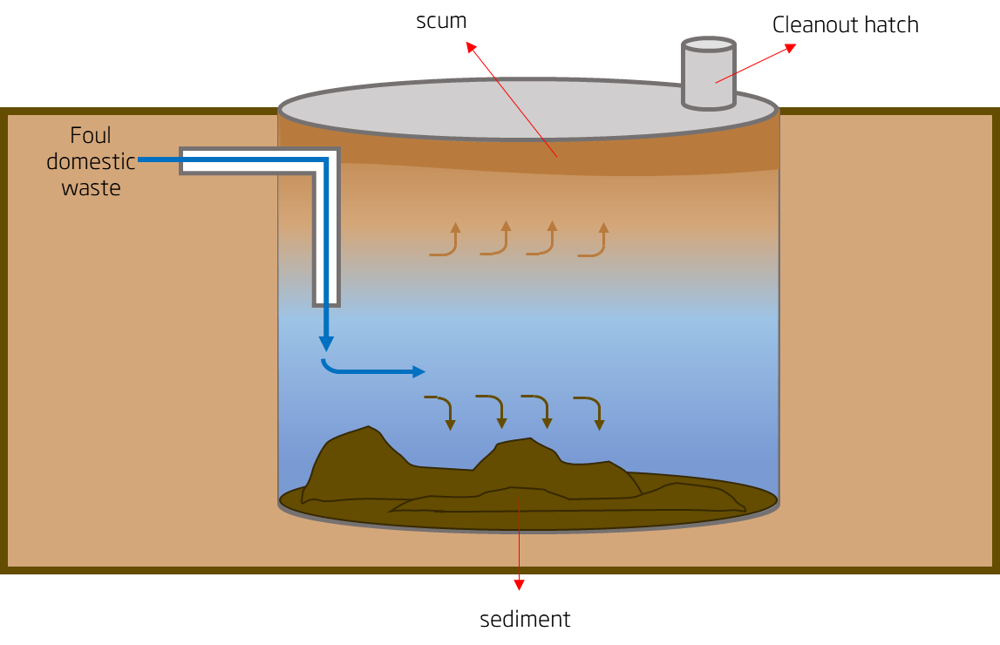 scum
Cleanout hatch
Foul
domestic
waste
sediment